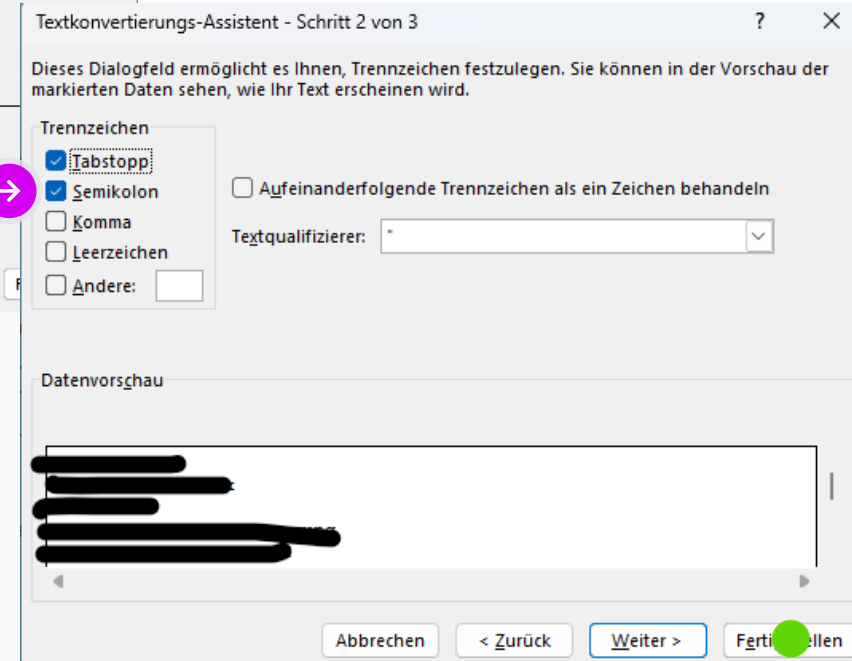 Textkonvertierungs-Assistent - Schritt 2 von 3 ? ×
Dieses Dialogfeld ermöglicht es Ihnen, Trennzeichen festzulegen. Sie können in der Vorschau der
markierten Daten sehen, wie Ihr Text erscheinen wird.
Trennzeichen
Tabstopp
Semikolon
Komma
Leerzeichen
Andere:
Aufeinanderfolgende Trennzeichen als ein Zeichen behandeln
Textqualifizierer: "
Datenvorschau
Abbrechen
< Zurück
Weiter >